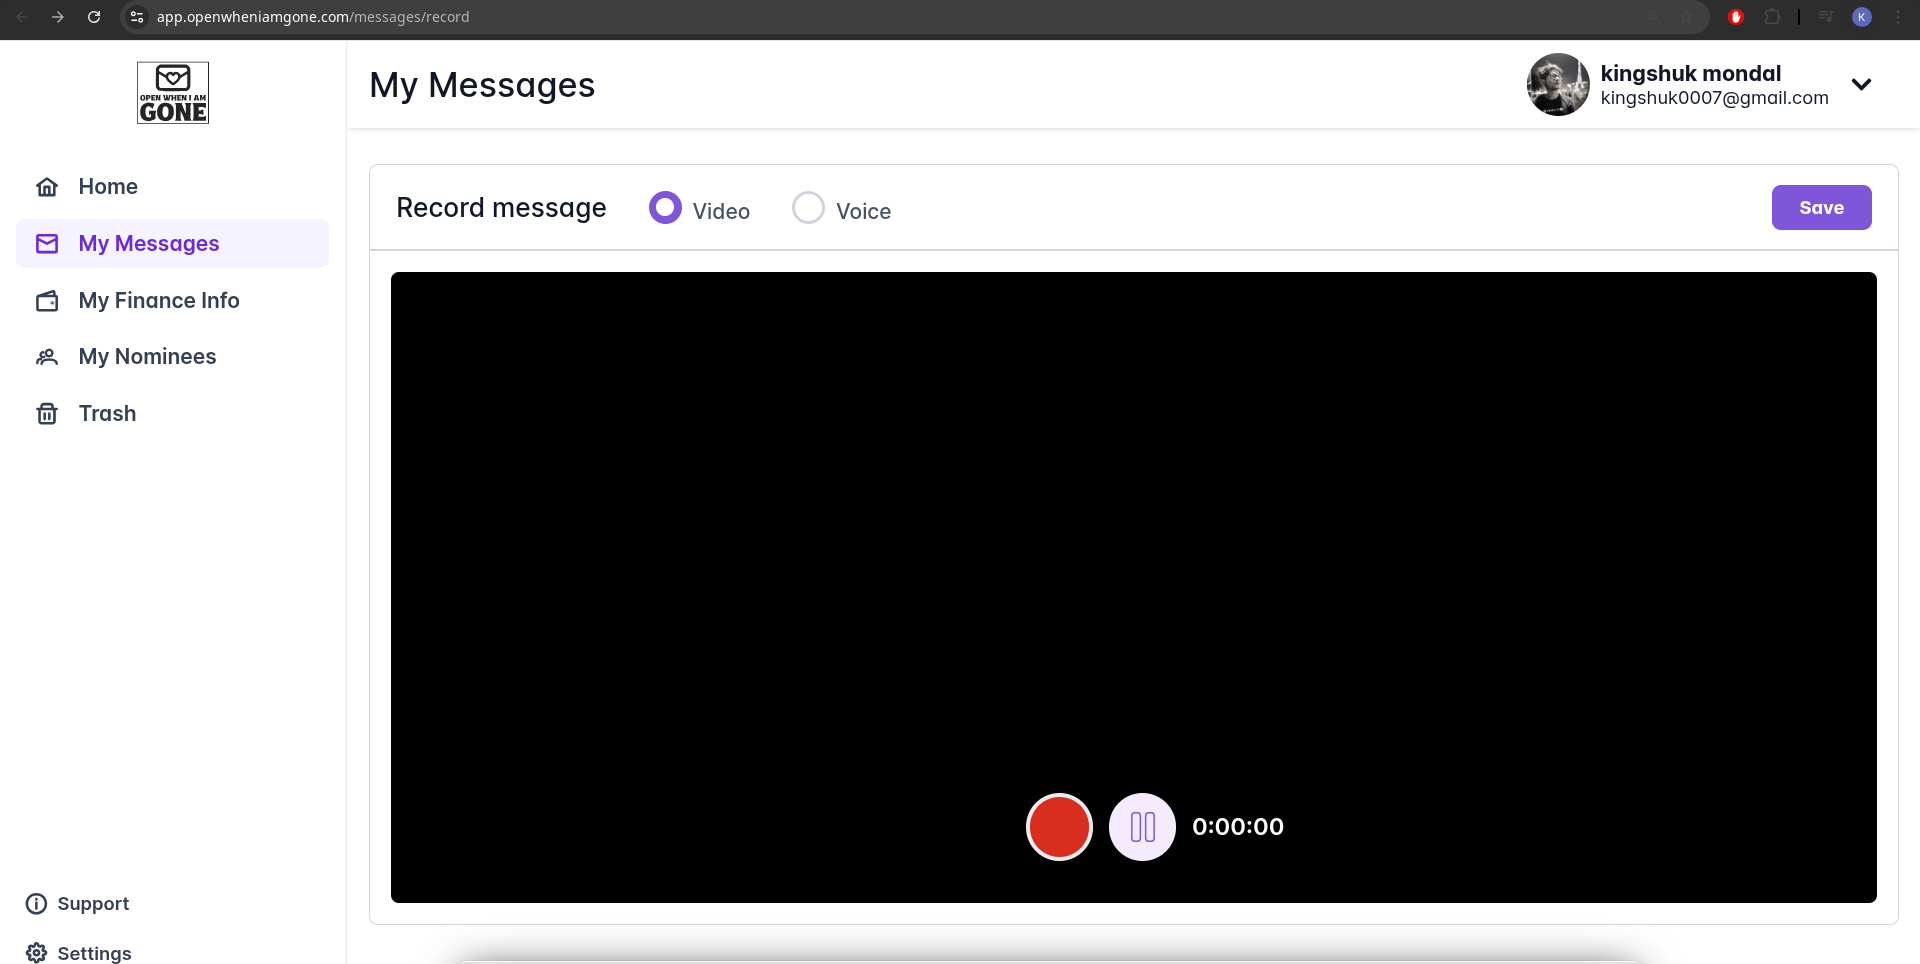 app.openwheniamgone.com/messages/record
K
OPEN WHEN I AM
GONE
My Messages
kingshuk mondal
kingshuk0007@gmail.com
Home
My Messages
My Finance Info
My Nominees
Trash
Record message
Video
Voice
Save
0:00:00
Support
Settings